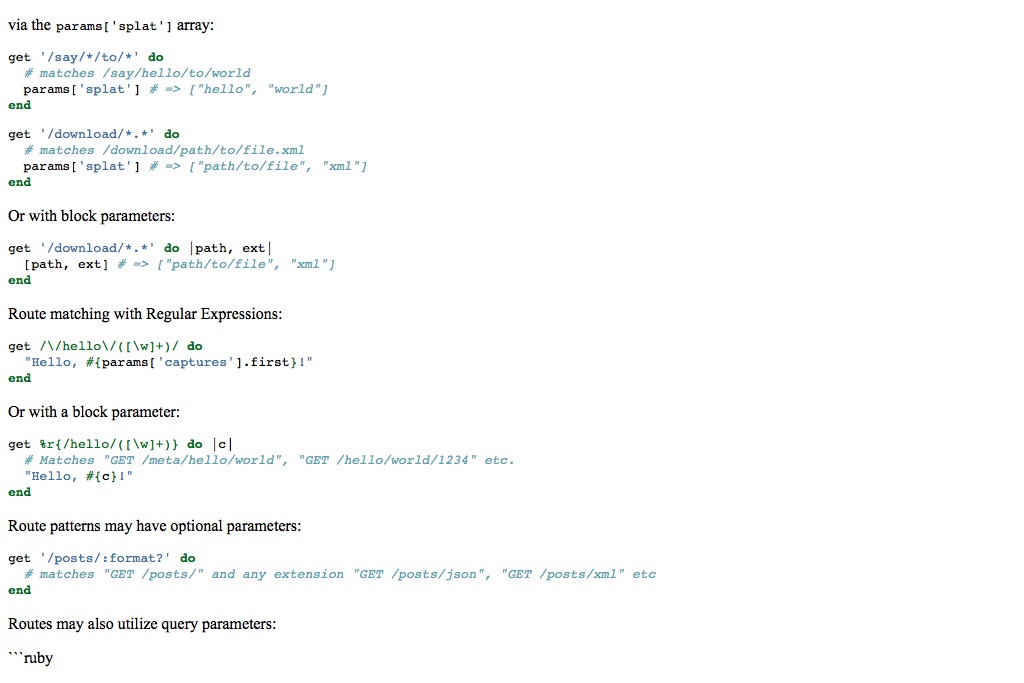 via the params['splat'] array:
get '/say/*/to/*' do
# matches /say/hello/to/world
params['splat'] # => ["hello", "world"]
end
get '/download/*.*' do
# matches /download/path/to/file.xml
params['splat'] # => ["path/to/file", "xml"]
end
Or with block parameters:
get '/download/*.*' do |path, ext|
[path, ext] # => ["path/to/file", "xml"]
end
Route matching with Regular Expressions:
get /\/hello\/([\w]+)/ do
"Hello, #{params['captures'].first}!"
end
Or with a block parameter:
get %r{/hello/([\w]+)} do |c|
# Matches "GET /meta/hello/world", "GET /hello/world/1234" etc.
"Hello, #{c}!"
end
Route patterns may have optional parameters:
get '/posts/:format?' do
# matches "GET /posts/" and any extension "GET /posts/json", "GET /posts/xml" etc
end
Routes may also utilize query parameters:
```ruby